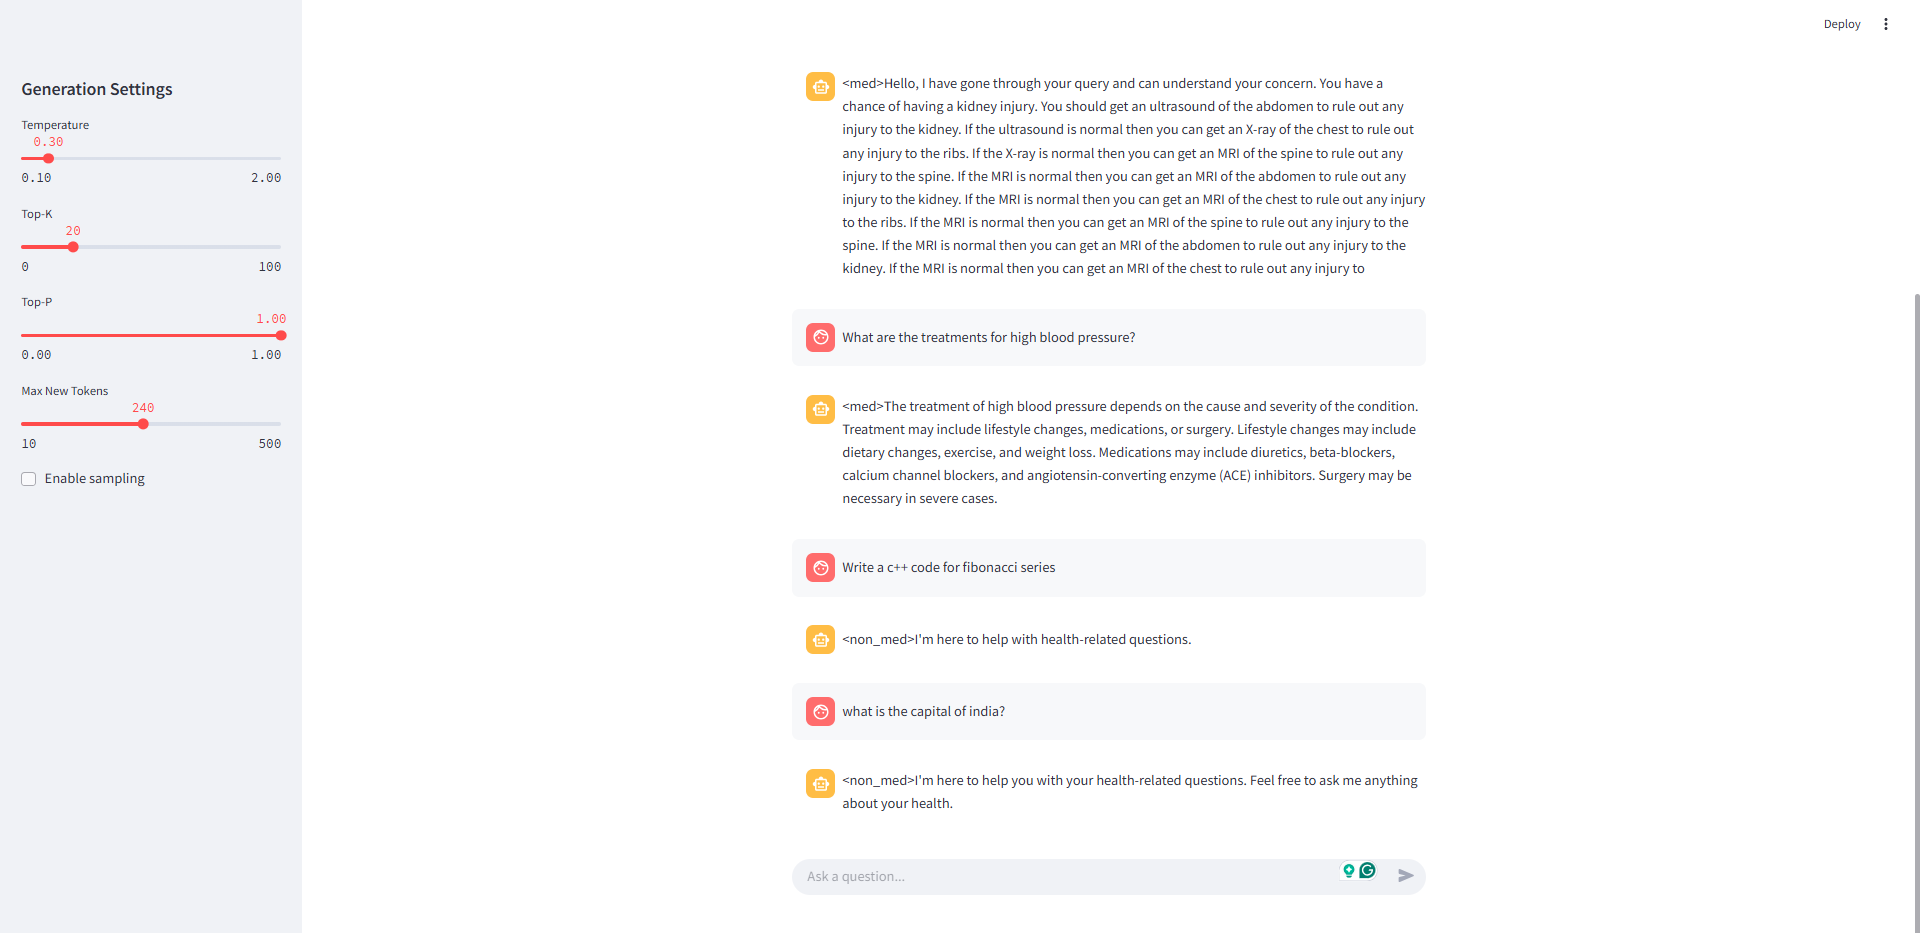 Deploy
Generation Settings
Temperature
0.30
0.10 2.00
Top-K
20
0 100
Top-P
1.00
0.00 1.00
Max New Tokens
240
10 500
Enable sampling
<med>Hello, I have gone through your query and can understand your concern. You have a
chance of having a kidney injury. You should get an ultrasound of the abdomen to rule out any
injury to the kidney. If the ultrasound is normal then you can get an X-ray of the chest to rule out
any injury to the ribs. If the X-ray is normal then you can get an MRI of the spine to rule out any
injury to the spine. If the MRI is normal then you can get an MRI of the abdomen to rule out any
injury to the kidney. If the MRI is normal then you can get an MRI of the chest to rule out any injury
to the ribs. If the MRI is normal then you can get an MRI of the spine to rule out any injury to the
spine. If the MRI is normal then you can get an MRI of the abdomen to rule out any injury to the
kidney. If the MRI is normal then you can get an MRI of the chest to rule out any injury to
What are the treatments for high blood pressure?
<med>The treatment of high blood pressure depends on the cause and severity of the condition.
Treatment may include lifestyle changes, medications, or surgery. Lifestyle changes may include
dietary changes, exercise, and weight loss. Medications may include diuretics, beta-blockers,
calcium channel blockers, and angiotensin-converting enzyme (ACE) inhibitors. Surgery may be
necessary in severe cases.
Write a c++ code for fibonacci series
<non_med>I'm here to help with health-related questions.
what is the capital of india?
<non_med>I'm here to help you with your health-related questions. Feel free to ask me anything
about your health.
Ask a question...